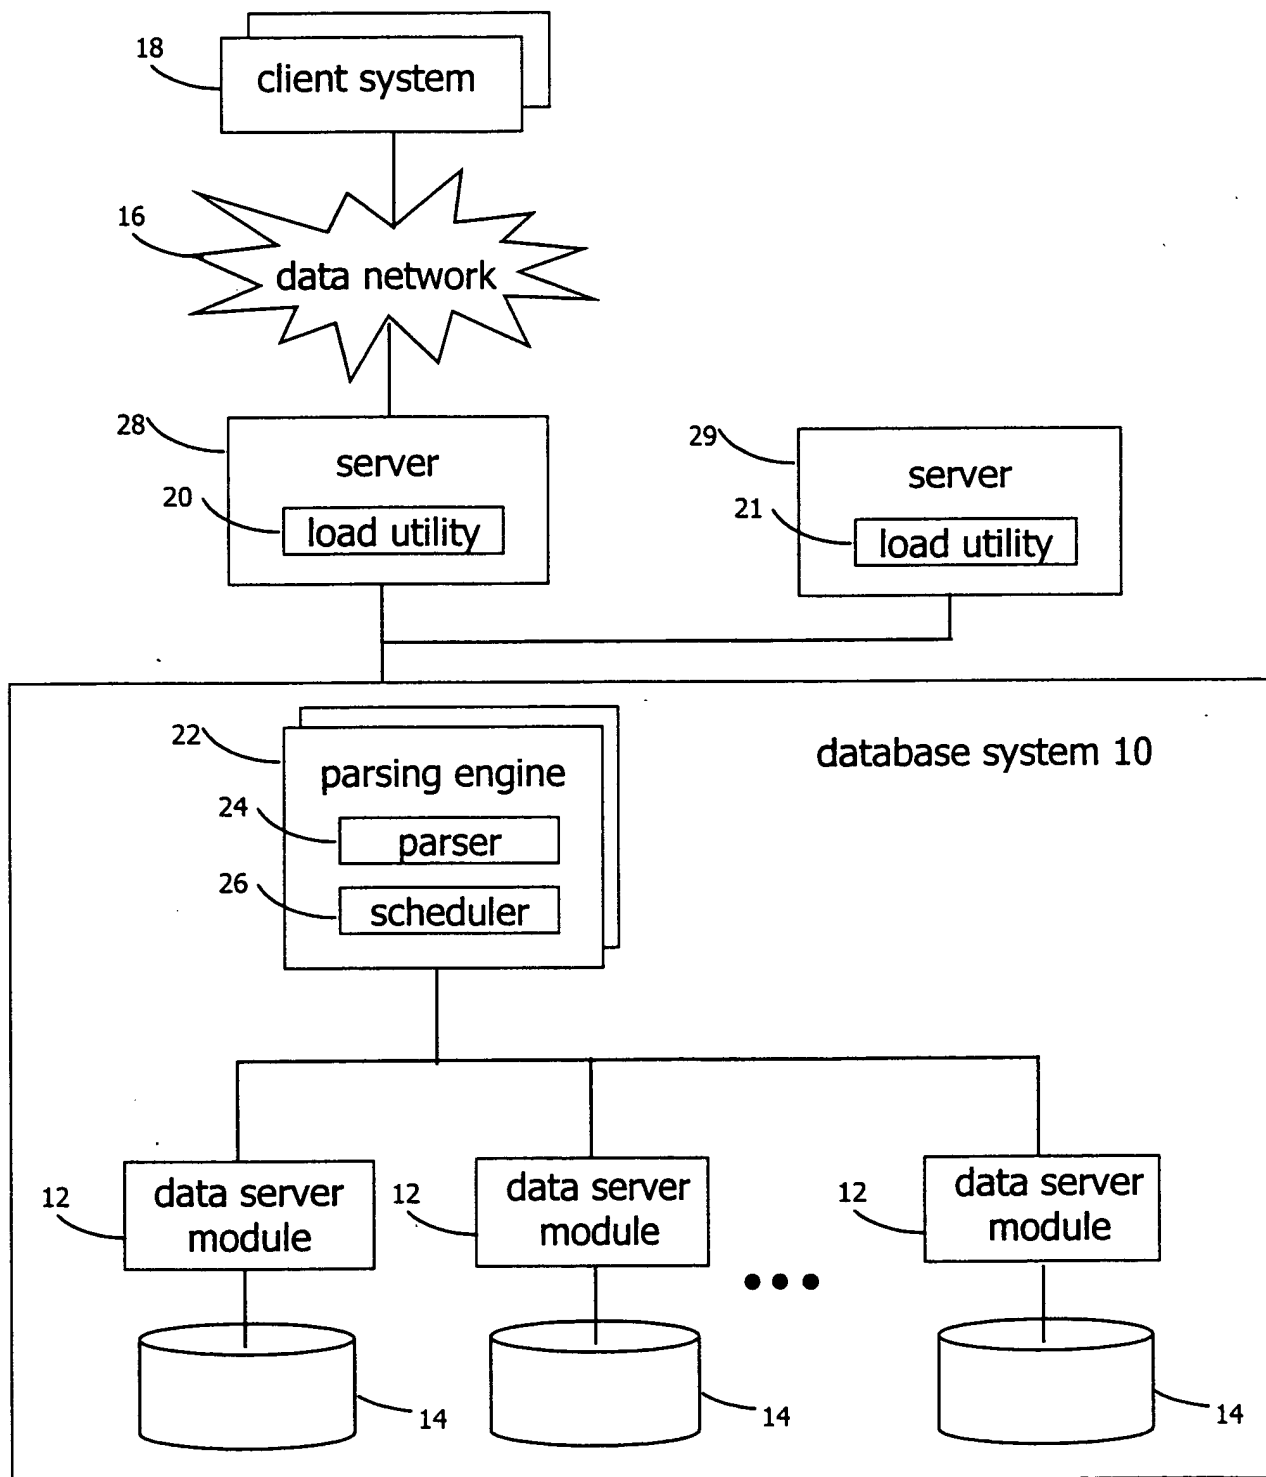 18
client system
16
data network
28
server
20
load utility
29
server
21
load utility
database system 10
22
parsing engine
24
parser
26
scheduler
12
data server
module
12
data server
module
12
data server
module
14
14
14